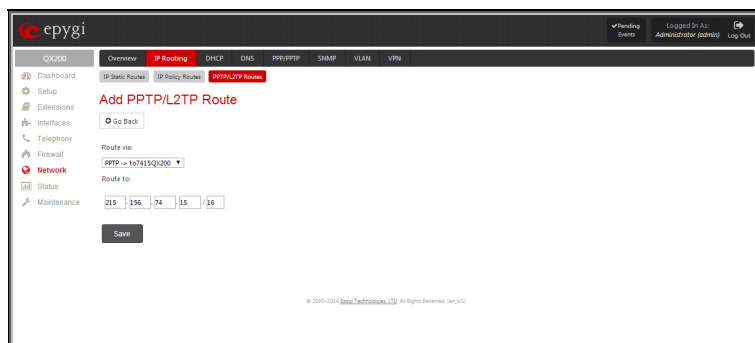 epygi
Pending Events
Logged In As:
Administrator (admin)
Log Out
QX200
Overview IP Routing DHCP DNS PPP/PPTP SNMP VLAN VPN
Dashboard
Setup
Extensions
Interfaces
Telephony
Firewall
Network
Status
Maintenance
IP Static Routes IP Policy Routes PPTP/L2TP Routes
Add PPTP/L2TP Route
Go Back
Route via:
PPTP -> to7415QX200
Route to:
215 . 156 . 74 . 15 / 16
Save
© 2000-2014 Epygi Technologies, LTD. All Rights Reserved. (en_US)